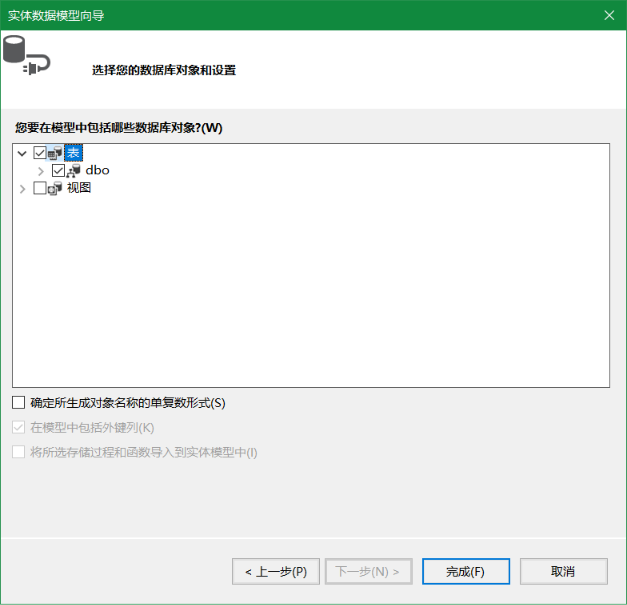 实体数据模型向导
选择您的数据库对象和设置
您要在模型中包括哪些数据库对象?(W)
表
dbo
视图
确定所生成对象名称的单复数形式(S)
在模型中包括外键列(K)
将所选存储过程和函数导入到实体模型中(I)
< 上一步(P) 下一步(N) > 完成(F) 取消